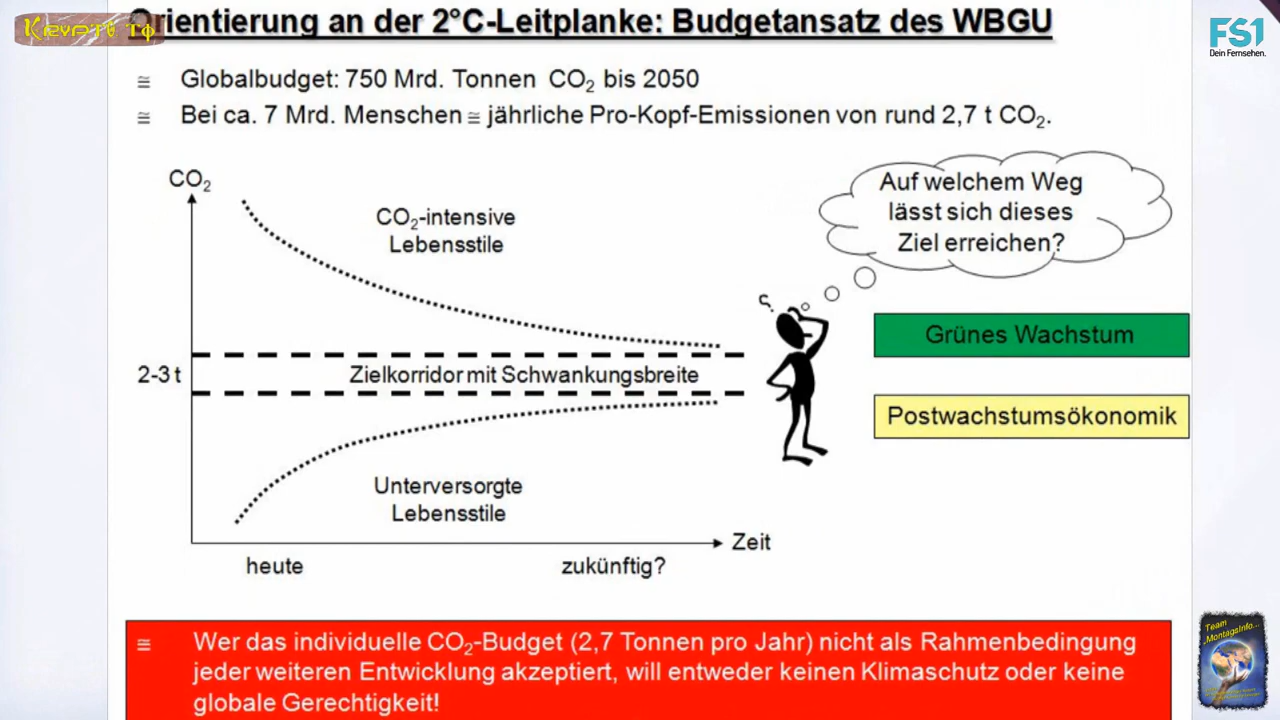 Krypte Tφ
Orientierung an der 2°C-Leitplanke: Budgetansatz des WBGU
FS1
Dein Fernsehen.
≅ Globalbudget: 750 Mrd. Tonnen CO₂ bis 2050
≅ Bei ca. 7 Mrd. Menschen ≅ jährliche Pro-Kopf-Emissionen von rund 2,7 t CO₂.
CO₂
CO₂-intensive
Lebensstile
Auf welchem Weg
lässt sich dieses
Ziel erreichen?
Grünes Wachstum
2-3 t
Zielkorridor mit Schwankungsbreite
Postwachstumsökonomik
Unterversorgte
Lebensstile
Zeit
heute
zukünftig?
≅ Wer das individuelle CO₂-Budget (2,7 Tonnen pro Jahr) nicht als Rahmenbedingung
jeder weiteren Entwicklung akzeptiert, will entweder keinen Klimaschutz oder keine
globale Gerechtigkeit!
Team
„MontagsInfo...